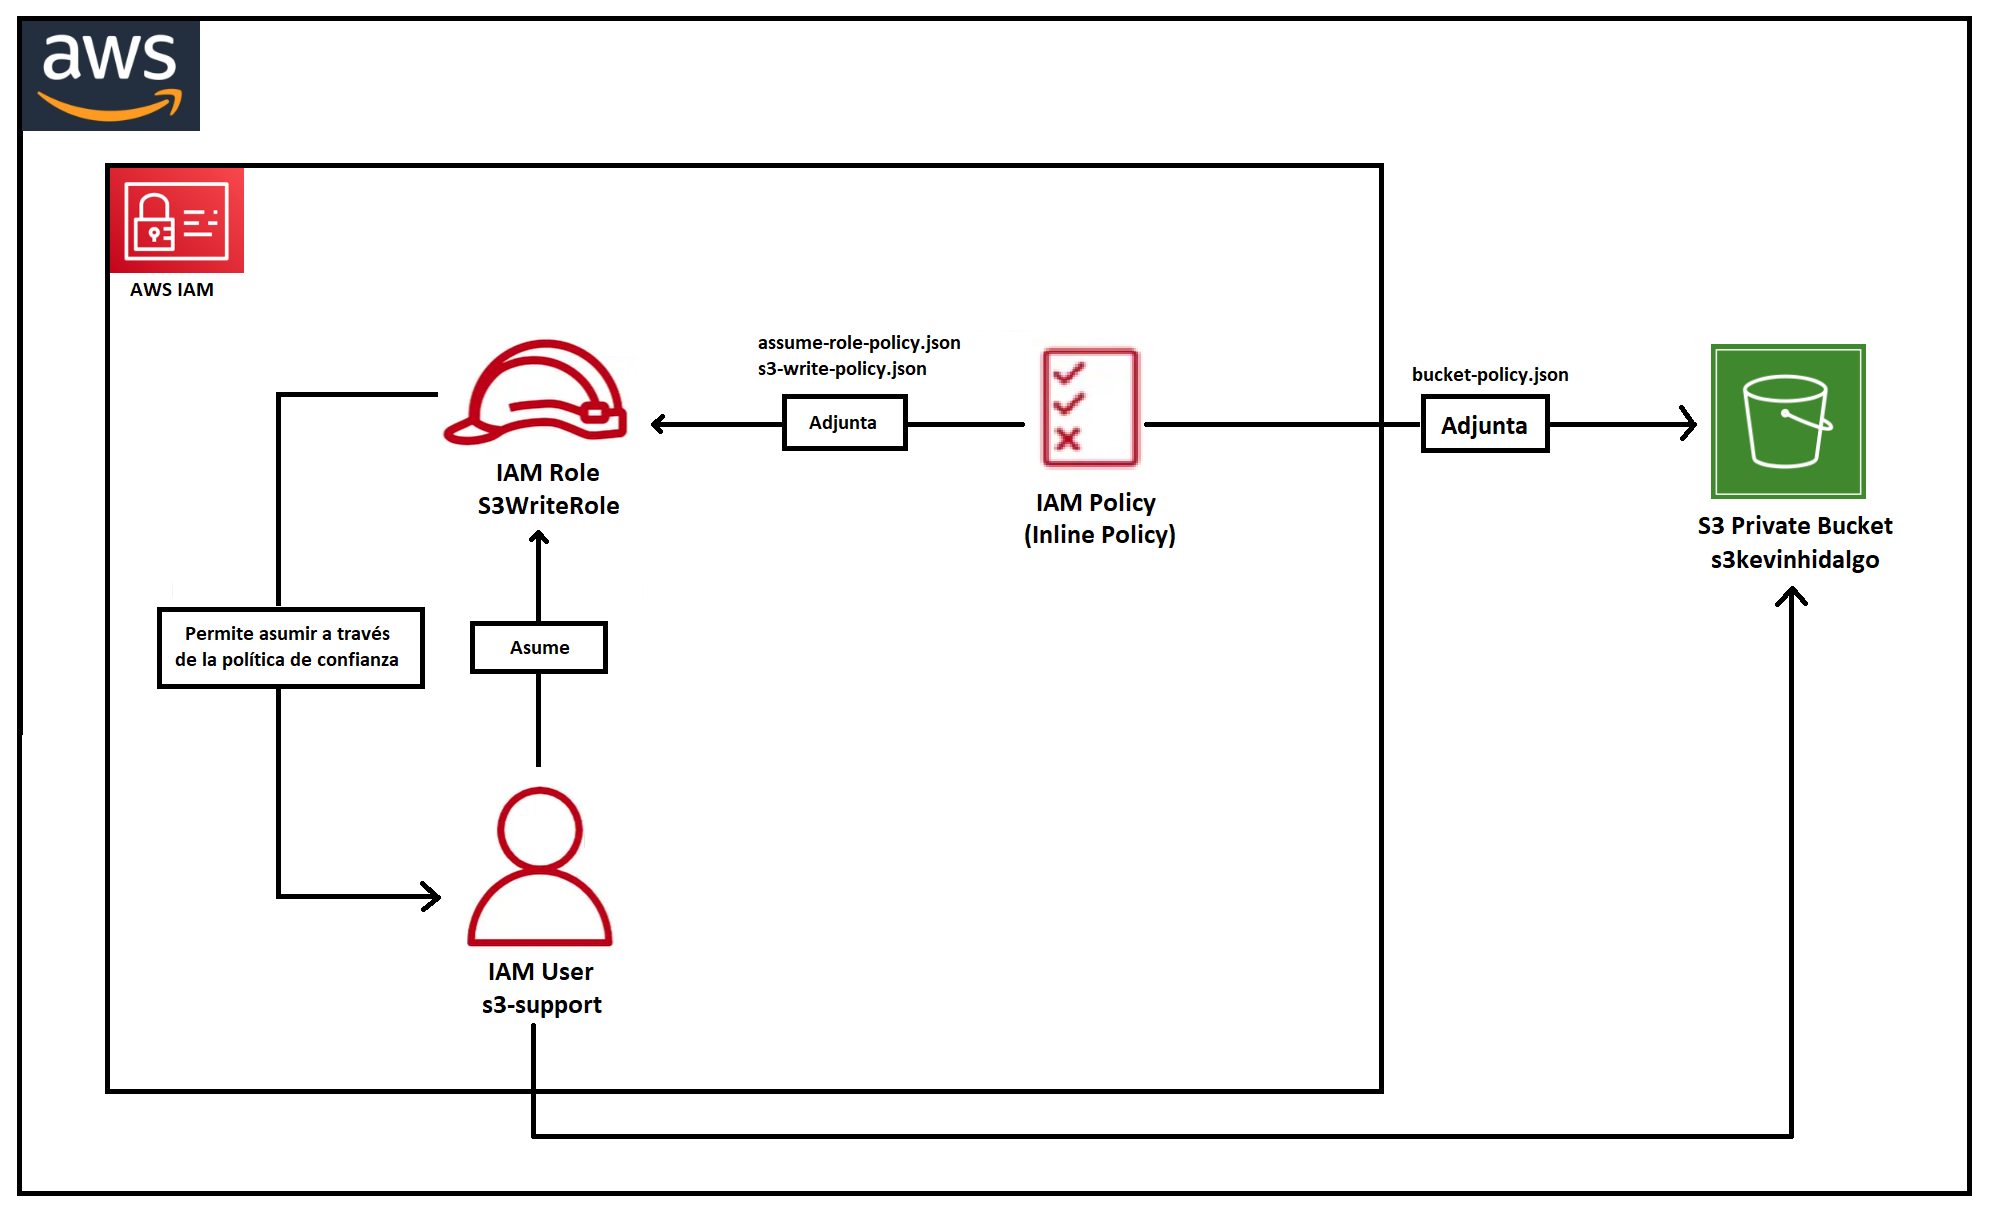 aws
AWS IAM
assume-role-policy.json
s3-write-policy.json
Adjunta
bucket-policy.json
Adjunta
IAM Role
S3WriteRole
IAM Policy
(Inline Policy)
S3 Private Bucket
s3kevinhidalgo
Permite asumir a través
de la política de confianza
Asume
IAM User
s3-support